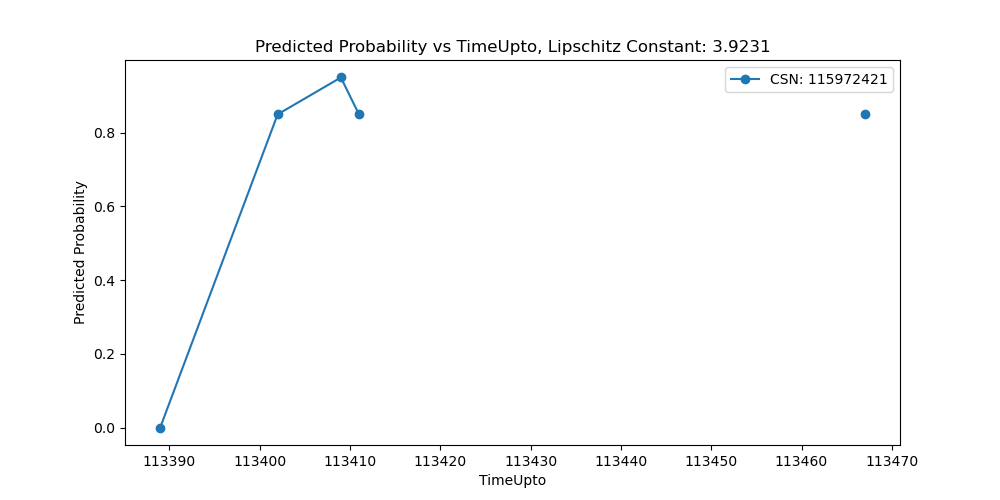 Predicted Probability vs TimeUpto, Lipschitz Constant: 3.9231
CSN: 115972421
Predicted Probability
0.8
0.6
0.4
0.2
0.0
113390 113400 113410 113420 113430 113440 113450 113460 113470
TimeUpto